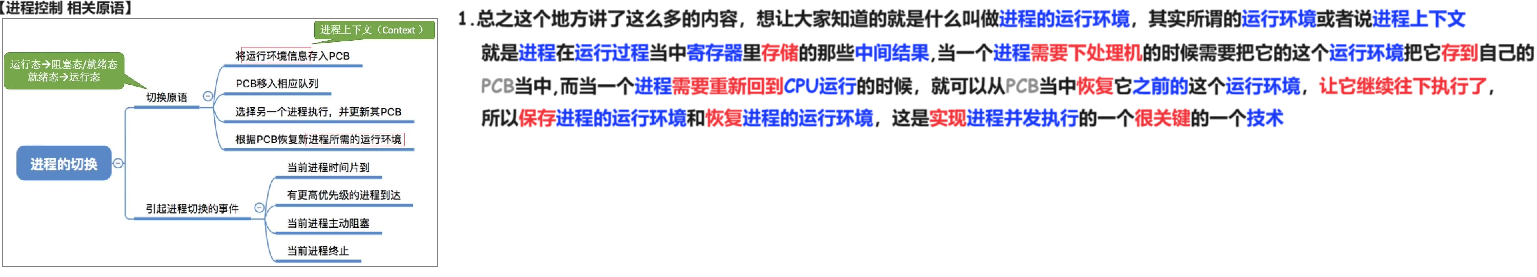 【进程控制 相关原语】
进程上下文（Context ）
运行态→阻塞态/就绪态
就绪态→运行态
将运行环境信息存入PCB
PCB移入相应队列
切换原语
选择另一个进程执行，并更新其PCB
根据PCB恢复新进程所需的运行环境
进程的切换
当前进程时间片到
有更高优先级的进程到达
引起进程切换的事件
当前进程主动阻塞
当前进程终止
1.总之这个地方讲了这么多的内容，想让大家知道的就是什么叫做进程的运行环境，其实所谓的运行环境或者说进程上下文
就是进程在运行过程当中寄存器里存储的那些中间结果,当一个进程需要下处理机的时候需要把它的这个运行环境把它存到自己的
PCB当中,而当一个进程需要重新回到CPU运行的时候，就可以从PCB当中恢复它之前的这个运行环境，让它继续往下执行了，
所以保存进程的运行环境和恢复进程的运行环境，这是实现进程并发执行的一个很关键的一个技术